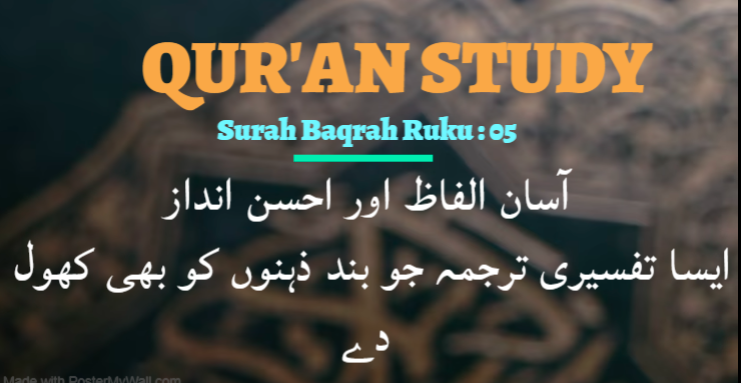 QUR'AN STUDY
Surah Baqrah Ruku : 05
آسان الفاظ اور احسن انداز
ایسا تفسیری ترجمہ جو بند ذہنوں کو بھی کھول
دے
Made with PosterMyWall.com